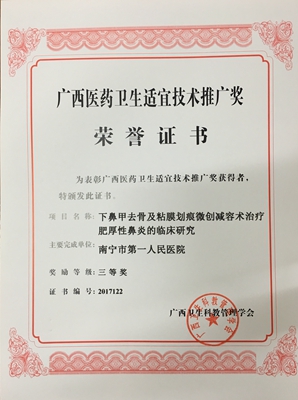 广西医药卫生适宜技术推广奖
荣誉证书
为表彰广西医药卫生适宜技术推广奖获得者，
特颁发此证书。
项目名称：下鼻甲去骨及粘膜划痕微创减容术治疗
肥厚性鼻炎的临床研究
主要完成单位：南宁市第一人民医院
奖励等级：三等奖
证书编号：2017122
广西卫生科教管理学会